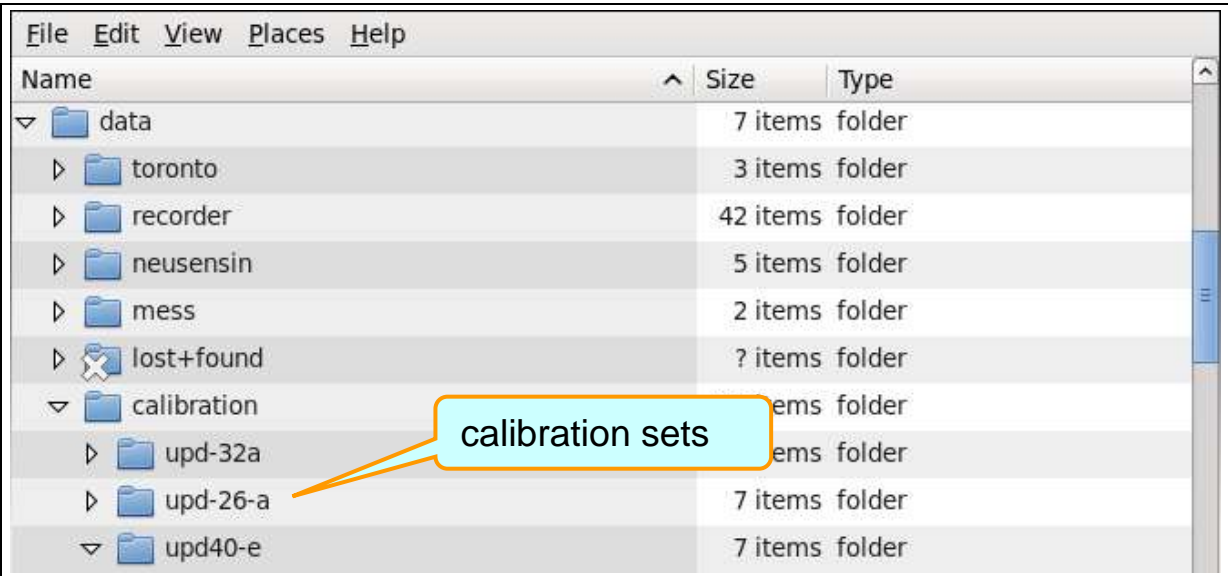 File Edit View Places Help
Name Size Type
data 7 items folder
toronto 3 items folder
recorder 42 items folder
neusensin 5 items folder
mess 2 items folder
lost+found ? items folder
calibration folder
calibration sets
upd-32a folder
upd-26-a 7 items folder
upd40-e 7 items folder